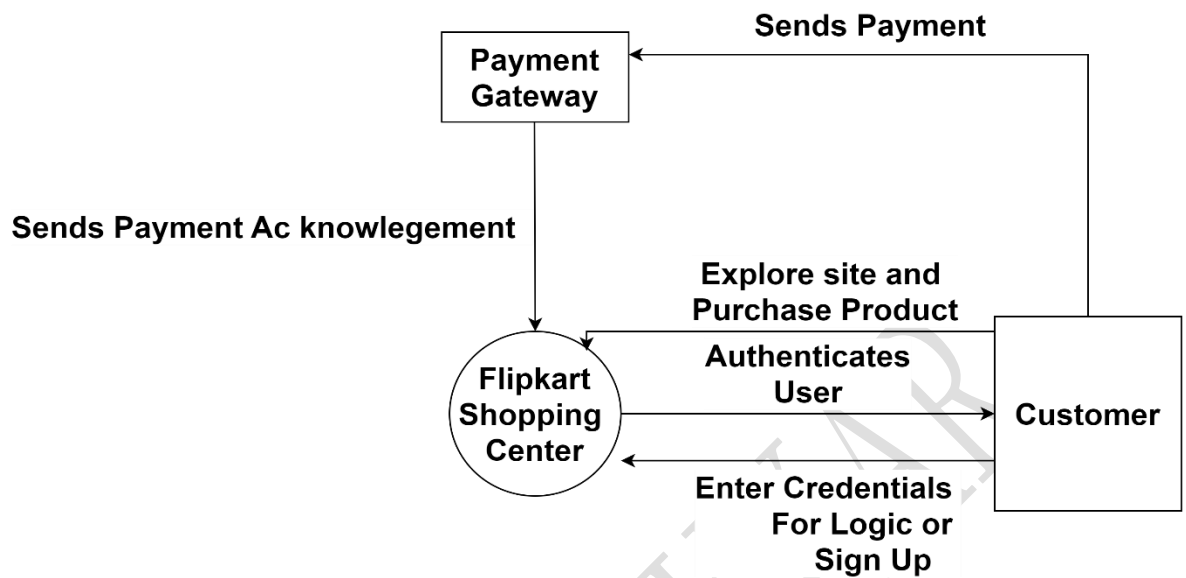 Sends Payment
Payment
Gateway
Sends Payment Ac knowlegement
Explore site and
Purchase Product
Authenticates
User
Flipkart
Shopping
Center
Customer
Enter Credentials
For Logic or
Sign Up